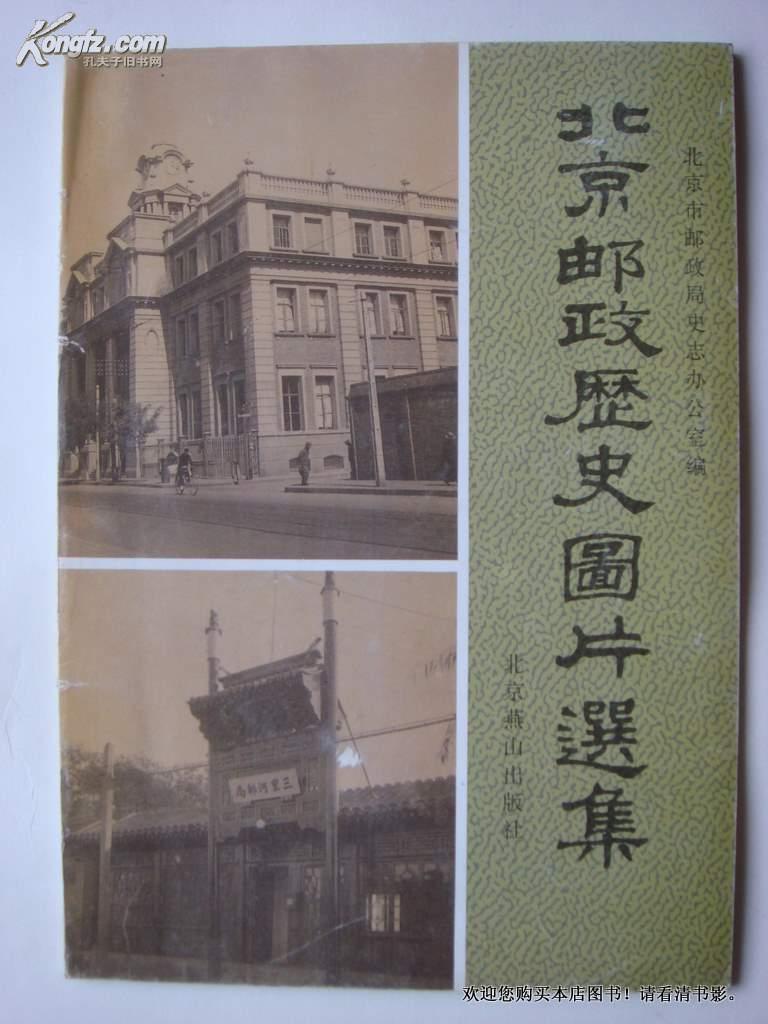 Kongfz.com
孔夫子旧书网
北京市邮政局史志办公室编
北京邮政歷史圖片選集
北京燕山出版社
三里河邮局
欢迎您购买本店图书！请看清书影。